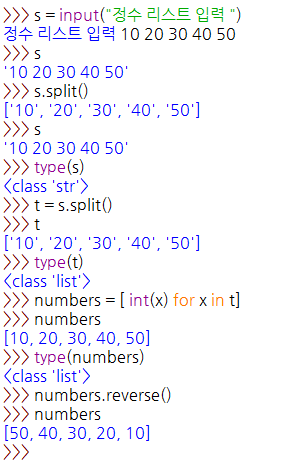 >>> s = input("정수 리스트 입력 ")
정수 리스트 입력 10 20 30 40 50
>>> s
'10 20 30 40 50'
>>> s.split()
['10', '20', '30', '40', '50']
>>> s
'10 20 30 40 50'
>>> type(s)
<class 'str'>
>>> t = s.split()
>>> t
['10', '20', '30', '40', '50']
>>> type(t)
<class 'list'>
>>> numbers = [ int(x) for x in t]
>>> numbers
[10, 20, 30, 40, 50]
>>> type(numbers)
<class 'list'>
>>> numbers.reverse()
>>> numbers
[50, 40, 30, 20, 10]
>>>